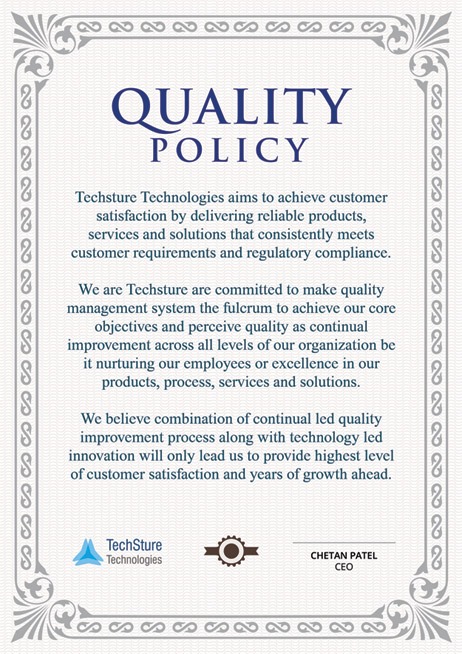 QUALITY
POLICY
Techsture Technologies aims to achieve customer
satisfaction by delivering reliable products,
services and solutions that consistently meets
customer requirements and regulatory compliance.
We are Techsture are committed to make quality
management system the fulcrum to achieve our core
objectives and perceive quality as continual
improvement across all levels of our organization be
it nurturing our employees or excellence in our
products, process, services and solutions.
We believe combination of continual led quality
improvement process along with technology led
innovation will only lead us to provide highest level
of customer satisfaction and years of growth ahead.
TechSture
Technologies
CHETAN PATEL
CEO